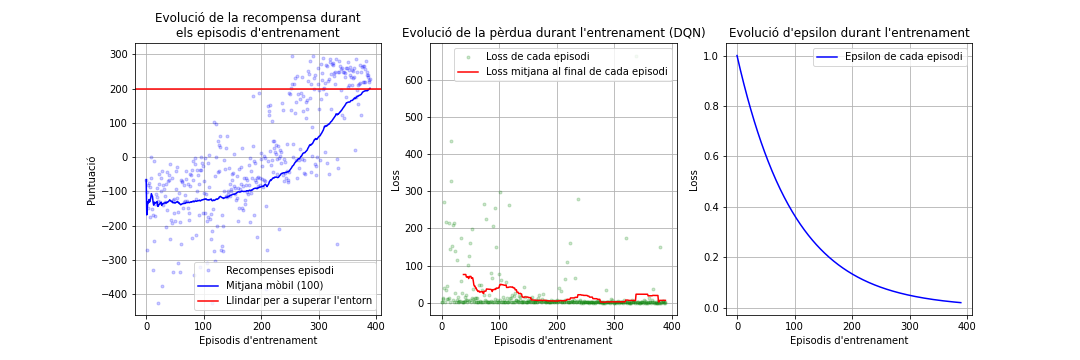 Evolució de la recompensa durant
els episodis d'entrenament
300
200
100
0
−100
−200
−300
−400
Puntuació
Recompenses episodi
Mitjana mòbil (100)
Llindar per a superar l'entorn
0 100 200 300 400
Episodis d'entrenament
Evolució de la pèrdua durant l'entrenament (DQN)
Loss de cada episodi
Loss mitjana al final de cada episodi
600
500
400
300
200
100
0
Loss
0 100 200 300 400
Episodis d'entrenament
Evolució d'epsilon durant l'entrenament
Epsilon de cada episodi
1.0
0.8
0.6
0.4
0.2
0.0
Loss
0 100 200 300 400
Episodis d'entrenament